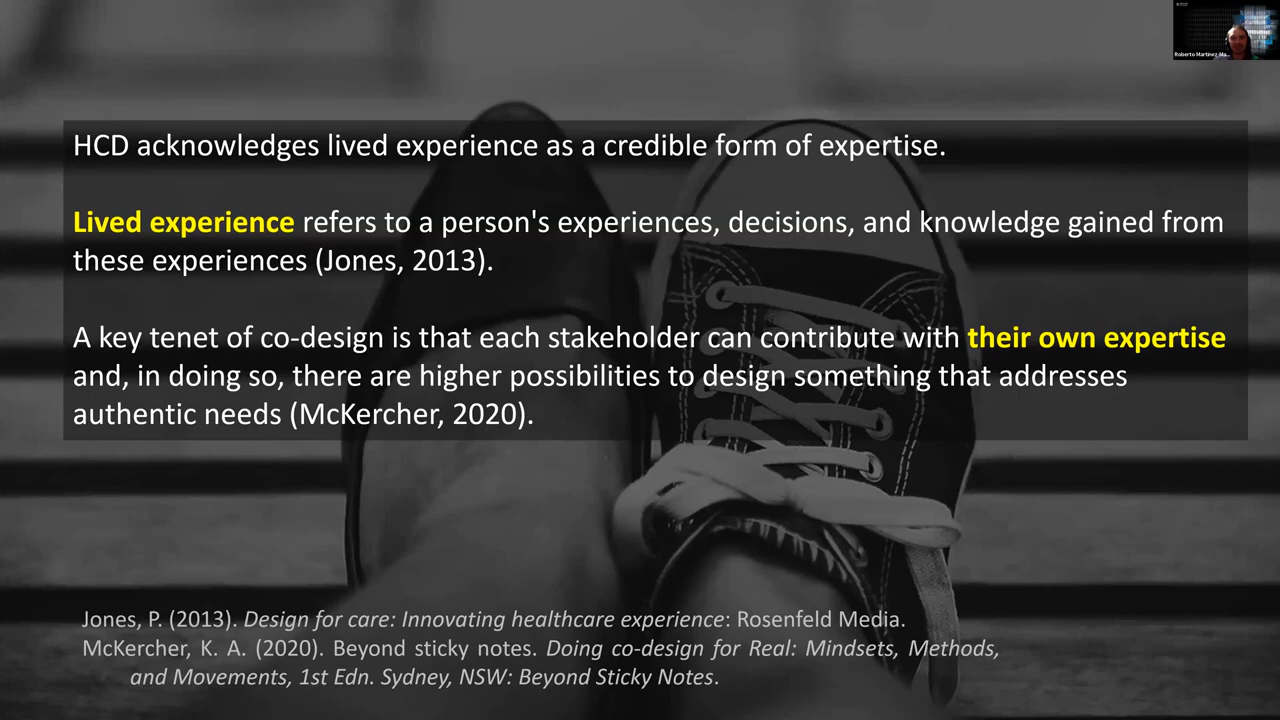 HCD acknowledges lived experience as a credible form of expertise.
Lived experience refers to a person's experiences, decisions, and knowledge gained from
these experiences (Jones, 2013).
A key tenet of co-design is that each stakeholder can contribute with their own expertise
and, in doing so, there are higher possibilities to design something that addresses
authentic needs (McKercher, 2020).
Jones, P. (2013). Design for care: Innovating healthcare experience: Rosenfeld Media.
McKercher, K. A. (2020). Beyond sticky notes. Doing co-design for Real: Mindsets, Methods,
and Movements, 1st Edn. Sydney, NSW: Beyond Sticky Notes.
Roberto Martinez-Ma...